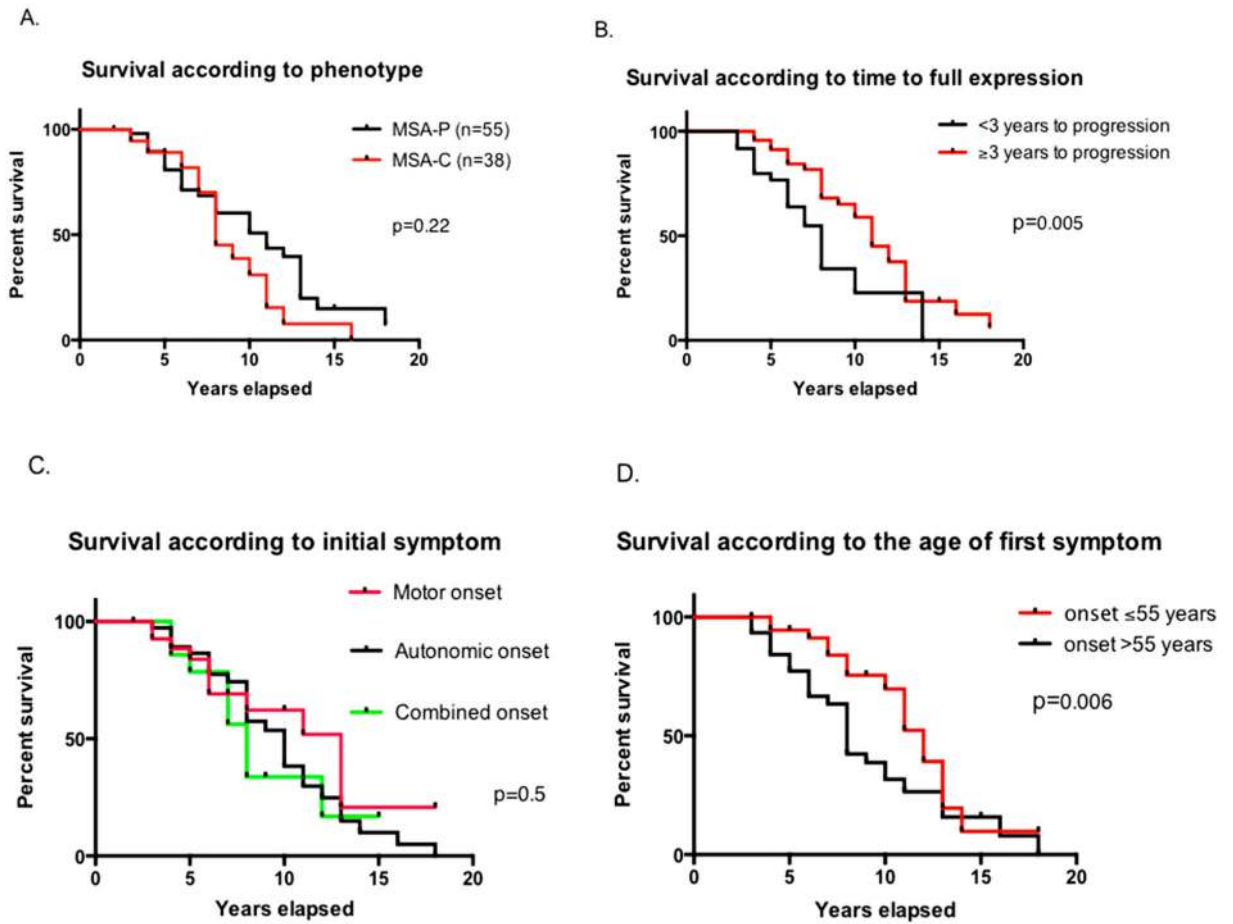 A.
Survival according to phenotype
100
50
0
Percent survival
0 5 10 15 20
Years elapsed
MSA-P (n=55)
MSA-C (n=38)
p=0.22
B.
Survival according to time to full expression
100
50
0
Percent survival
0 5 10 15 20
Years elapsed
<3 years to progression
≥3 years to progression
p=0.005
C.
Survival according to initial symptom
100
50
0
Percent survival
0 5 10 15 20
Years elapsed
Motor onset
Autonomic onset
Combined onset
p=0.5
D.
Survival according to the age of first symptom
100
50
0
Percent survival
0 5 10 15 20
Years elapsed
onset ≤55 years
onset >55 years
p=0.006